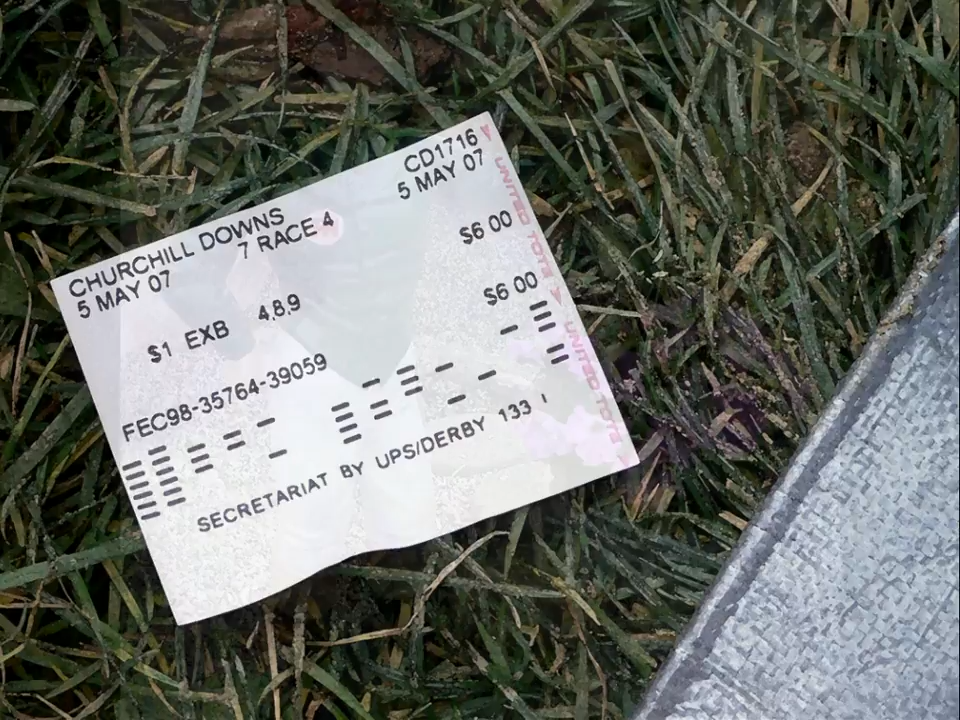 CHURCHILL DOWNS CD1716
5 MAY 07 7 RACE 4 5 MAY 07
$6 00
$1 EXB 4,8,9 $6 00
FEC98-35764-39059
SECRETARIAT BY UPS/DERBY 133
UNITED TOTE UNITED TOTE